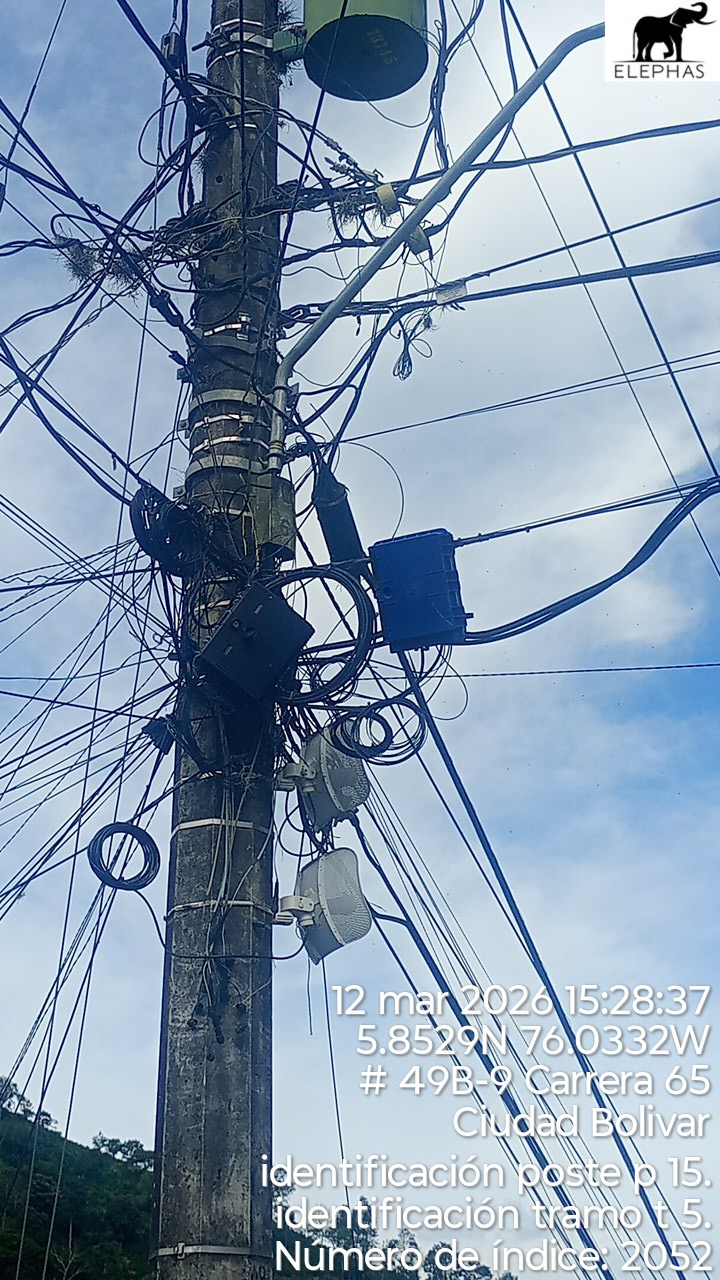 ELEPHAS
12 mar 2026 15:28:37
5.8529N 76.0332W
# 49B-9 Carrera 65
Ciudad Bolivar
identificación poste p 15.
identificación tramo t 5.
Número de índice: 2052